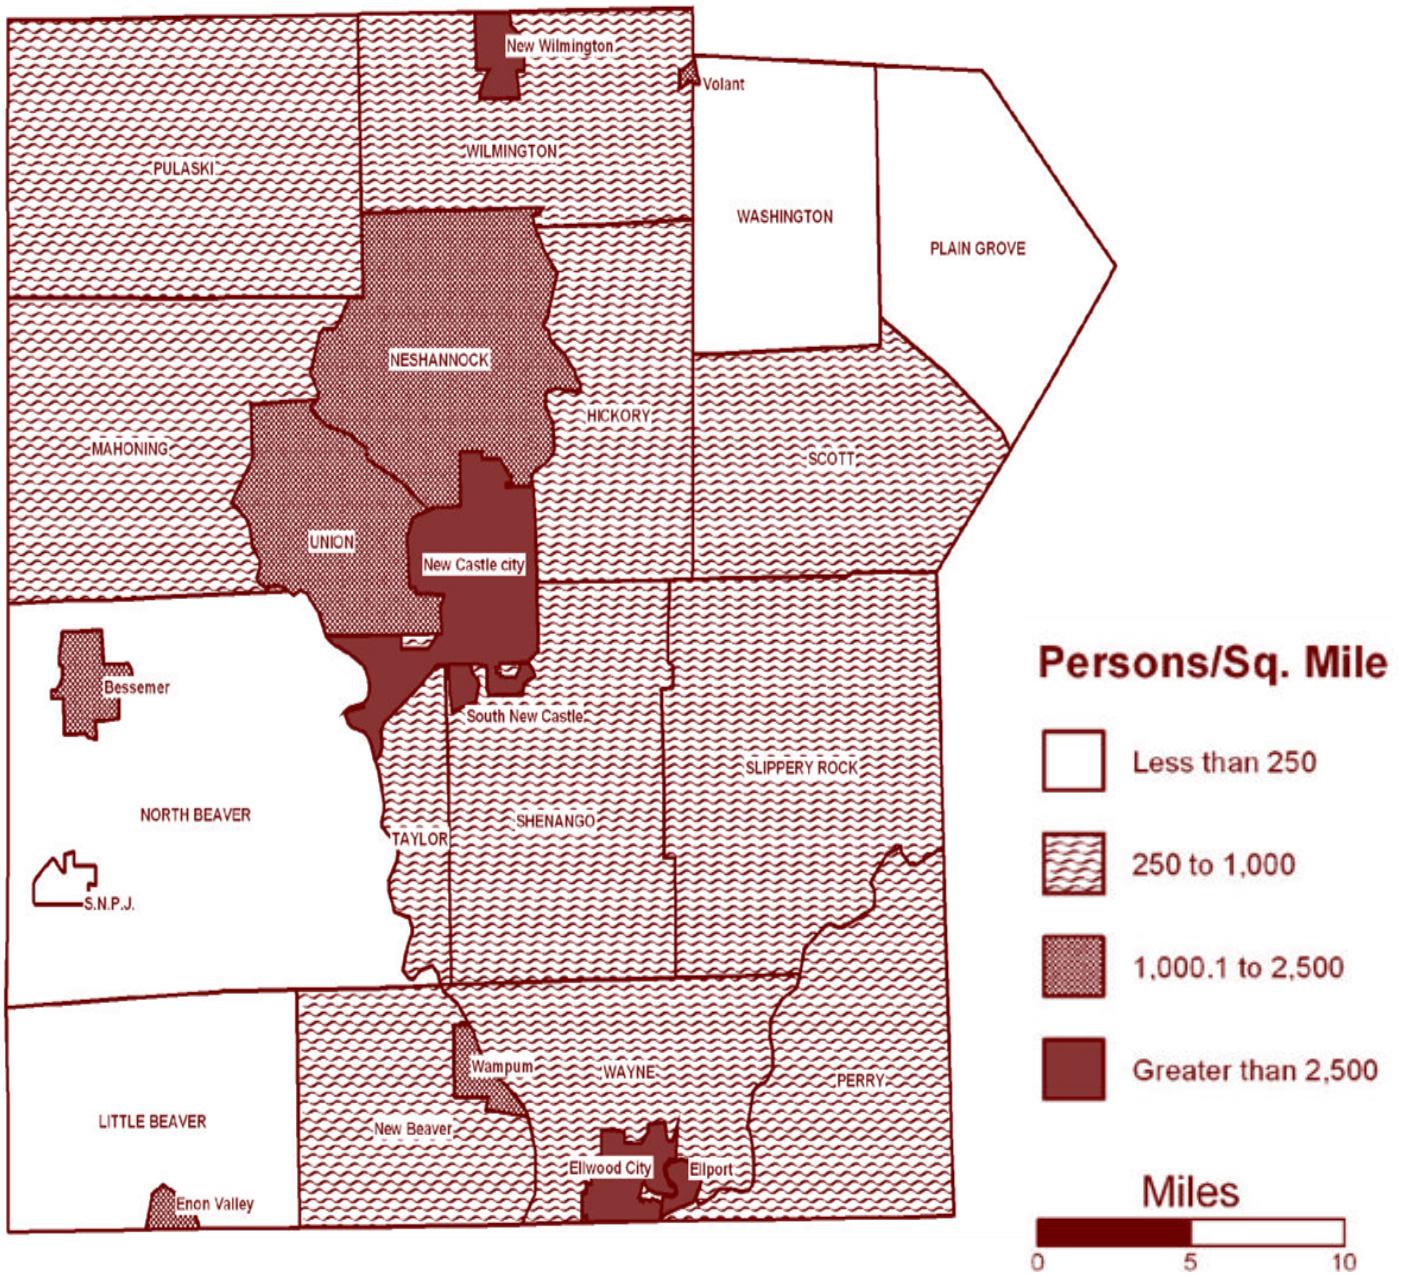 New Wilmington
Volant
WILMINGTON
PULASKI
WASHINGTON
PLAIN GROVE
NESHANNOCK
HICKORY
MAHONING
SCOTT
UNION
New Castle city
Bessemer
South New Castle
SLIPPERY ROCK
NORTH BEAVER
SHENANGO
TAYLOR
S.N.P.J.
Wampum
WAYNE
PERRY
LITTLE BEAVER
New Beaver
Ellwood City
Ellport
Enon Valley
Persons/Sq. Mile
Less than 250
250 to 1,000
1,000.1 to 2,500
Greater than 2,500
Miles
0 5 10